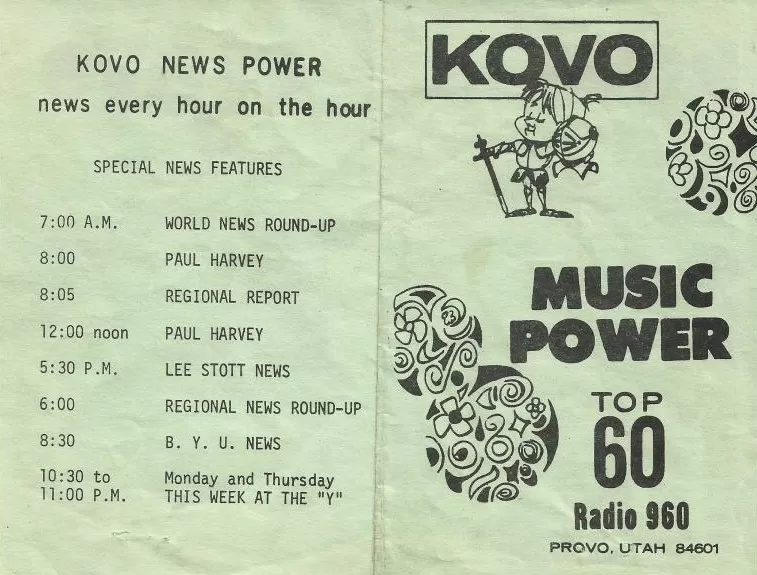 KOVO NEWS POWER
news every hour on the hour
SPECIAL NEWS FEATURES
7:00 A.M. WORLD NEWS ROUND-UP
8:00 PAUL HARVEY
8:05 REGIONAL REPORT
12:00 noon PAUL HARVEY
5:30 P.M. LEE STOTT NEWS
6:00 REGIONAL NEWS ROUND-UP
8:30 B. Y. U. NEWS
10:30 to Monday and Thursday
11:00 P.M. THIS WEEK AT THE "Y"
KOVO
MUSIC
POWER
TOP
60
Radio 960
PROVO, UTAH 84601